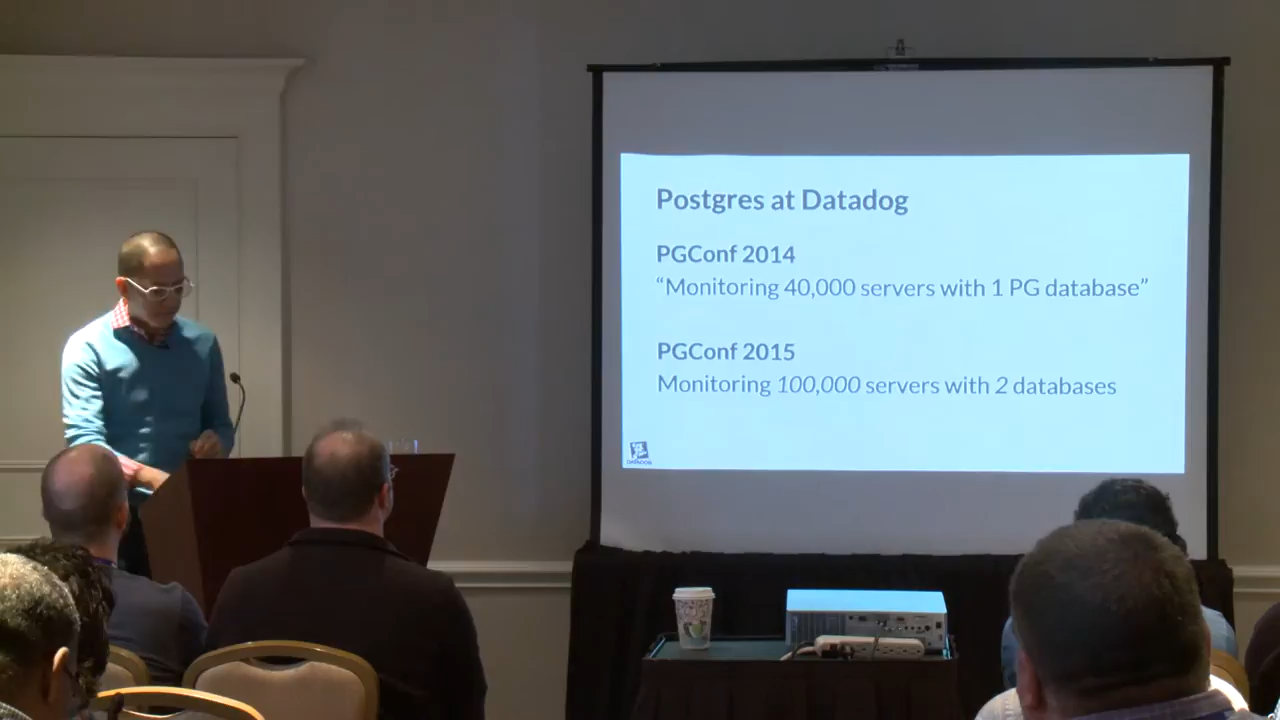 Postgres at Datadog
PGConf 2014
“Monitoring 40,000 servers with 1 PG database”
PGConf 2015
Monitoring 100,000 servers with 2 databases
DATADOG